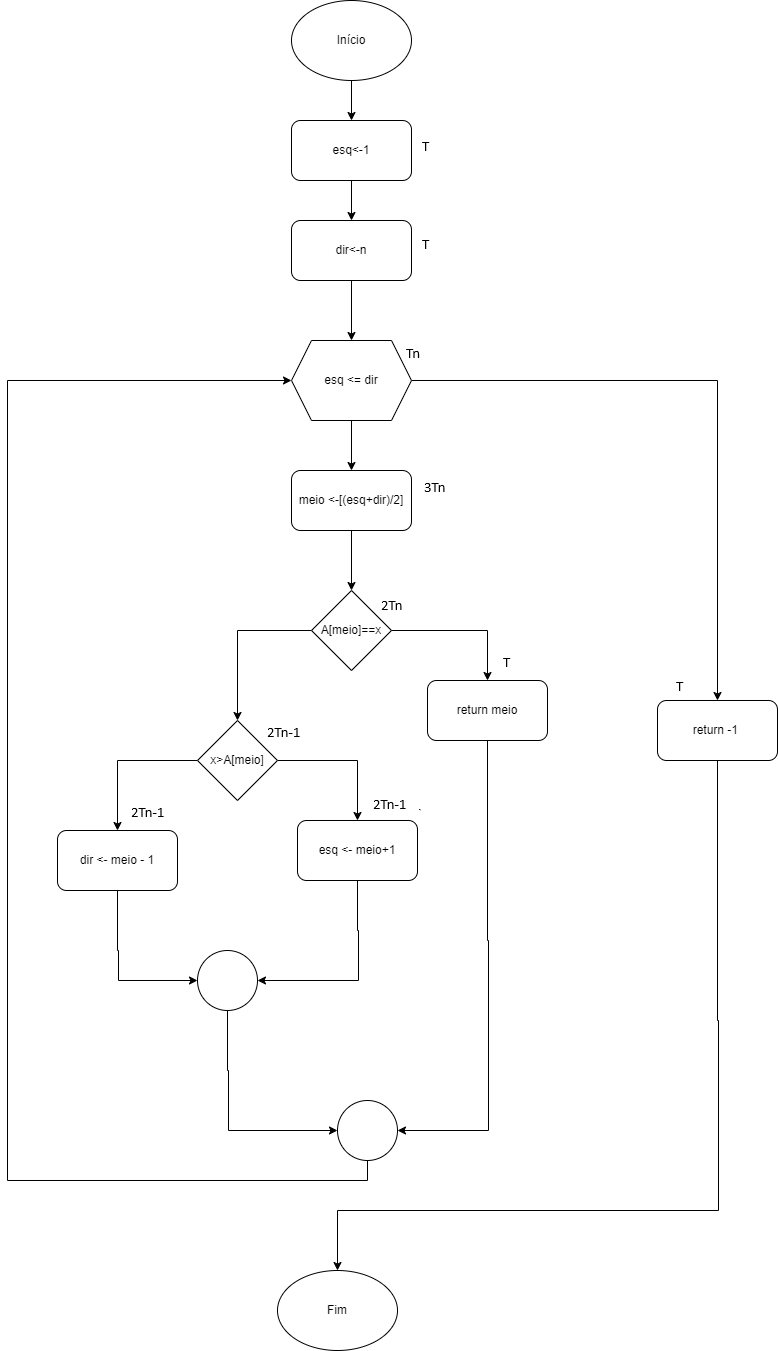 Início
esq<-1
T
dir<-n
T
Tn
esq <= dir
3Tn
meio <-[(esq+dir)/2]
2Tn
A[meio]==x
T
T
return meio
2Tn-1
return -1
x>A[meio]
2Tn-1
2Tn-1
esq <- meio+1
dir <- meio - 1
Fim